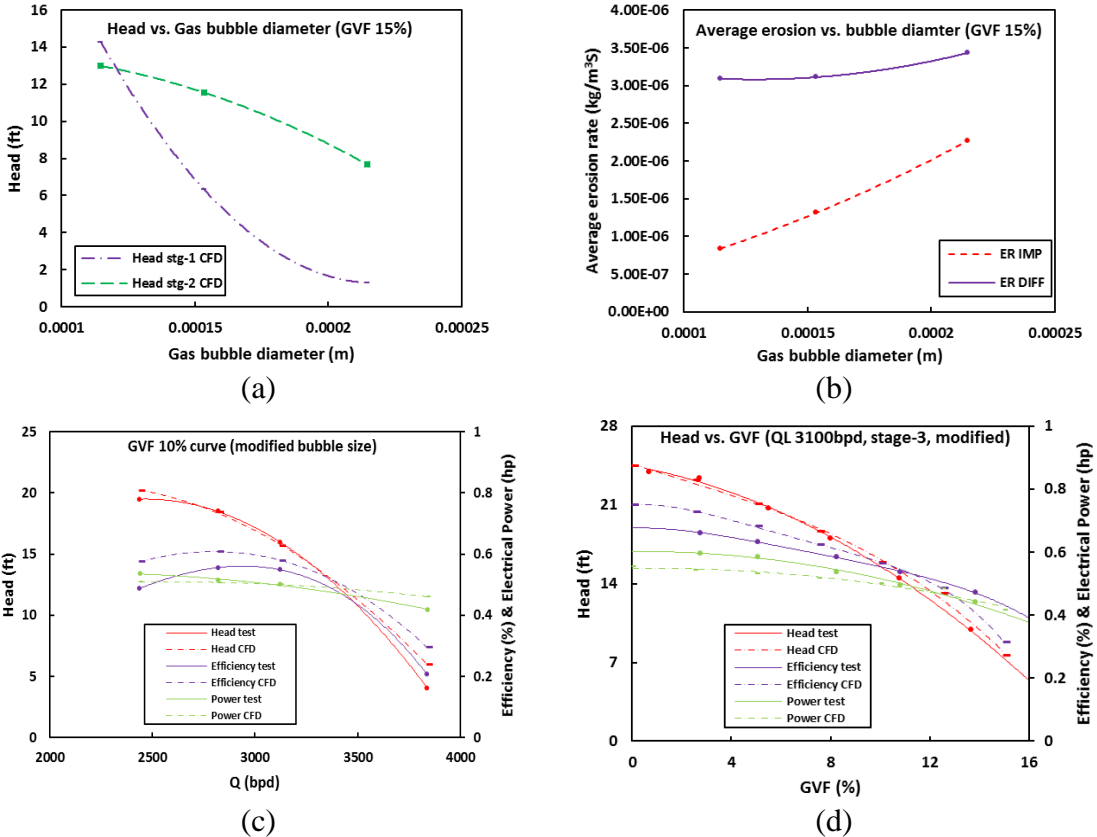 Head vs. Gas bubble diameter (GVF 15%)
Head (ft)
16
14
12
10
8
6
4
2
0
Head stg-1 CFD
Head stg-2 CFD
0.0001
0.00015
0.0002
0.00025
Gas bubble diameter (m)
(a)
Average erosion vs. bubble diamter (GVF 15%)
Average erosion rate (kg/m³S)
4.00E-06
3.50E-06
3.00E-06
2.50E-06
2.00E-06
1.50E-06
1.00E-06
5.00E-07
0.00E+00
ER IMP
ER DIFF
0.0001
0.00015
0.0002
0.00025
Gas bubble diameter (m)
(b)
GVF 10% curve (modified bubble size)
Head (ft)
25
20
15
10
5
0
Head test
Head CFD
Efficiency test
Efficiency CFD
Power test
Power CFD
1
0.8
0.6
0.4
0.2
0
Efficiency (%) & Electrical Power (hp)
2000
2500
3000
3500
4000
Q (bpd)
(c)
Head vs. GVF (QL 3100bpd, stage-3, modified)
Head (ft)
28
21
14
7
0
Head test
Head CFD
Efficiency test
Efficiency CFD
Power test
Power CFD
1
0.8
0.6
0.4
0.2
0
Efficiency (%) & Electrical Power (hp)
0
4
8
12
16
GVF (%)
(d)